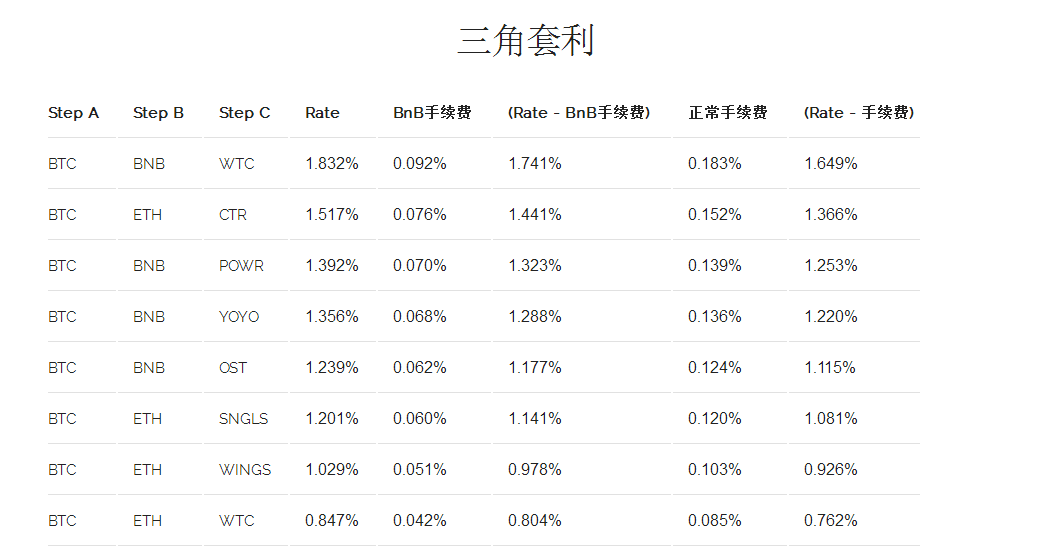 三角套利
Step A Step B Step C Rate BnB手续费 (Rate - BnB手续费) 正常手续费 (Rate - 手续费)
BTC BNB WTC 1.832% 0.092% 1.741% 0.183% 1.649%
BTC ETH CTR 1.517% 0.076% 1.441% 0.152% 1.366%
BTC BNB POWR 1.392% 0.070% 1.323% 0.139% 1.253%
BTC BNB YOYO 1.356% 0.068% 1.288% 0.136% 1.220%
BTC BNB OST 1.239% 0.062% 1.177% 0.124% 1.115%
BTC ETH SNGLS 1.201% 0.060% 1.141% 0.120% 1.081%
BTC ETH WINGS 1.029% 0.051% 0.978% 0.103% 0.926%
BTC ETH WTC 0.847% 0.042% 0.804% 0.085% 0.762%